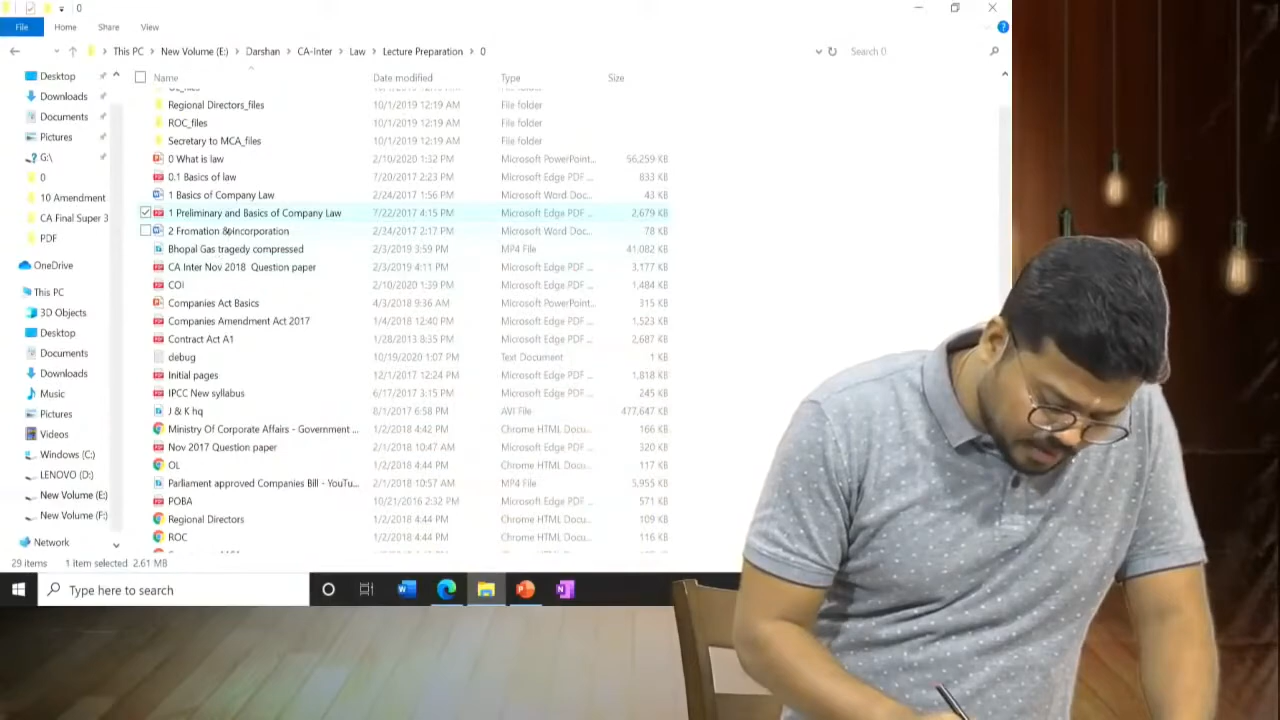 0
File Home Share View
This PC New Volume (E:) Darshan CA-Inter Law Lecture Preparation 0 Search 0
Name Date modified Type Size
Desktop
Downloads
Documents
Pictures
G:\
0
10 Amendment
CA Final Super 3
PDF
OneDrive
This PC
3D Objects
Desktop
Documents
Downloads
Music
Pictures
Videos
Windows (C:)
LENOVO (D:)
New Volume (E:)
New Volume (F:)
Network
Regional Directors_files 10/1/2019 12:19 AM File folder
ROC_files 10/1/2019 12:19 AM File folder
Secretary to MCA_files 10/1/2019 12:19 AM File folder
0 What is law 2/10/2020 1:32 PM Microsoft PowerPoint... 56,259 KB
0.1 Basics of law 7/20/2017 2:23 PM Microsoft Edge PDF ... 833 KB
1 Basics of Company Law 2/24/2017 1:56 PM Microsoft Word Doc... 43 KB
1 Preliminary and Basics of Company Law 7/22/2017 4:15 PM Microsoft Edge PDF ... 2,679 KB
2 Fromation & incorporation 2/24/2017 2:17 PM Microsoft Word Doc... 78 KB
Bhopal Gas tragedy compressed 2/3/2019 3:59 PM MP4 File 41,082 KB
CA Inter Nov 2018 Question paper 2/3/2019 4:11 PM Microsoft Edge PDF ... 3,177 KB
COI 2/10/2020 1:39 PM Microsoft Edge PDF ... 1,484 KB
Companies Act Basics 4/3/2018 9:36 AM Microsoft PowerPoint... 315 KB
Companies Amendment Act 2017 1/4/2018 12:40 PM Microsoft Edge PDF ... 1,523 KB
Contract Act A1 1/28/2013 8:35 PM Microsoft Edge PDF ... 2,687 KB
debug 10/19/2020 1:07 PM Text Document 1 KB
Initial pages 12/1/2017 12:24 PM Microsoft Edge PDF ... 1,818 KB
IPCC New syllabus 6/17/2017 3:15 PM Microsoft Edge PDF ... 245 KB
J & K hq 8/1/2017 6:58 PM AVI File 477,647 KB
Ministry Of Corporate Affairs - Government ... 1/2/2018 4:42 PM Chrome HTML Docu... 166 KB
Nov 2017 Question paper 2/1/2018 10:47 AM Microsoft Edge PDF ... 320 KB
OL 1/2/2018 4:44 PM Chrome HTML Docu... 117 KB
Parliament approved Companies Bill - YouTu... 2/1/2018 10:57 AM MP4 File 5,955 KB
POBA 10/21/2016 2:32 PM Microsoft Edge PDF ... 571 KB
Regional Directors 1/2/2018 4:44 PM Chrome HTML Docu... 109 KB
ROC 1/2/2018 4:44 PM Chrome HTML Docu... 116 KB
29 items 1 item selected 2.61 MB
Type here to search